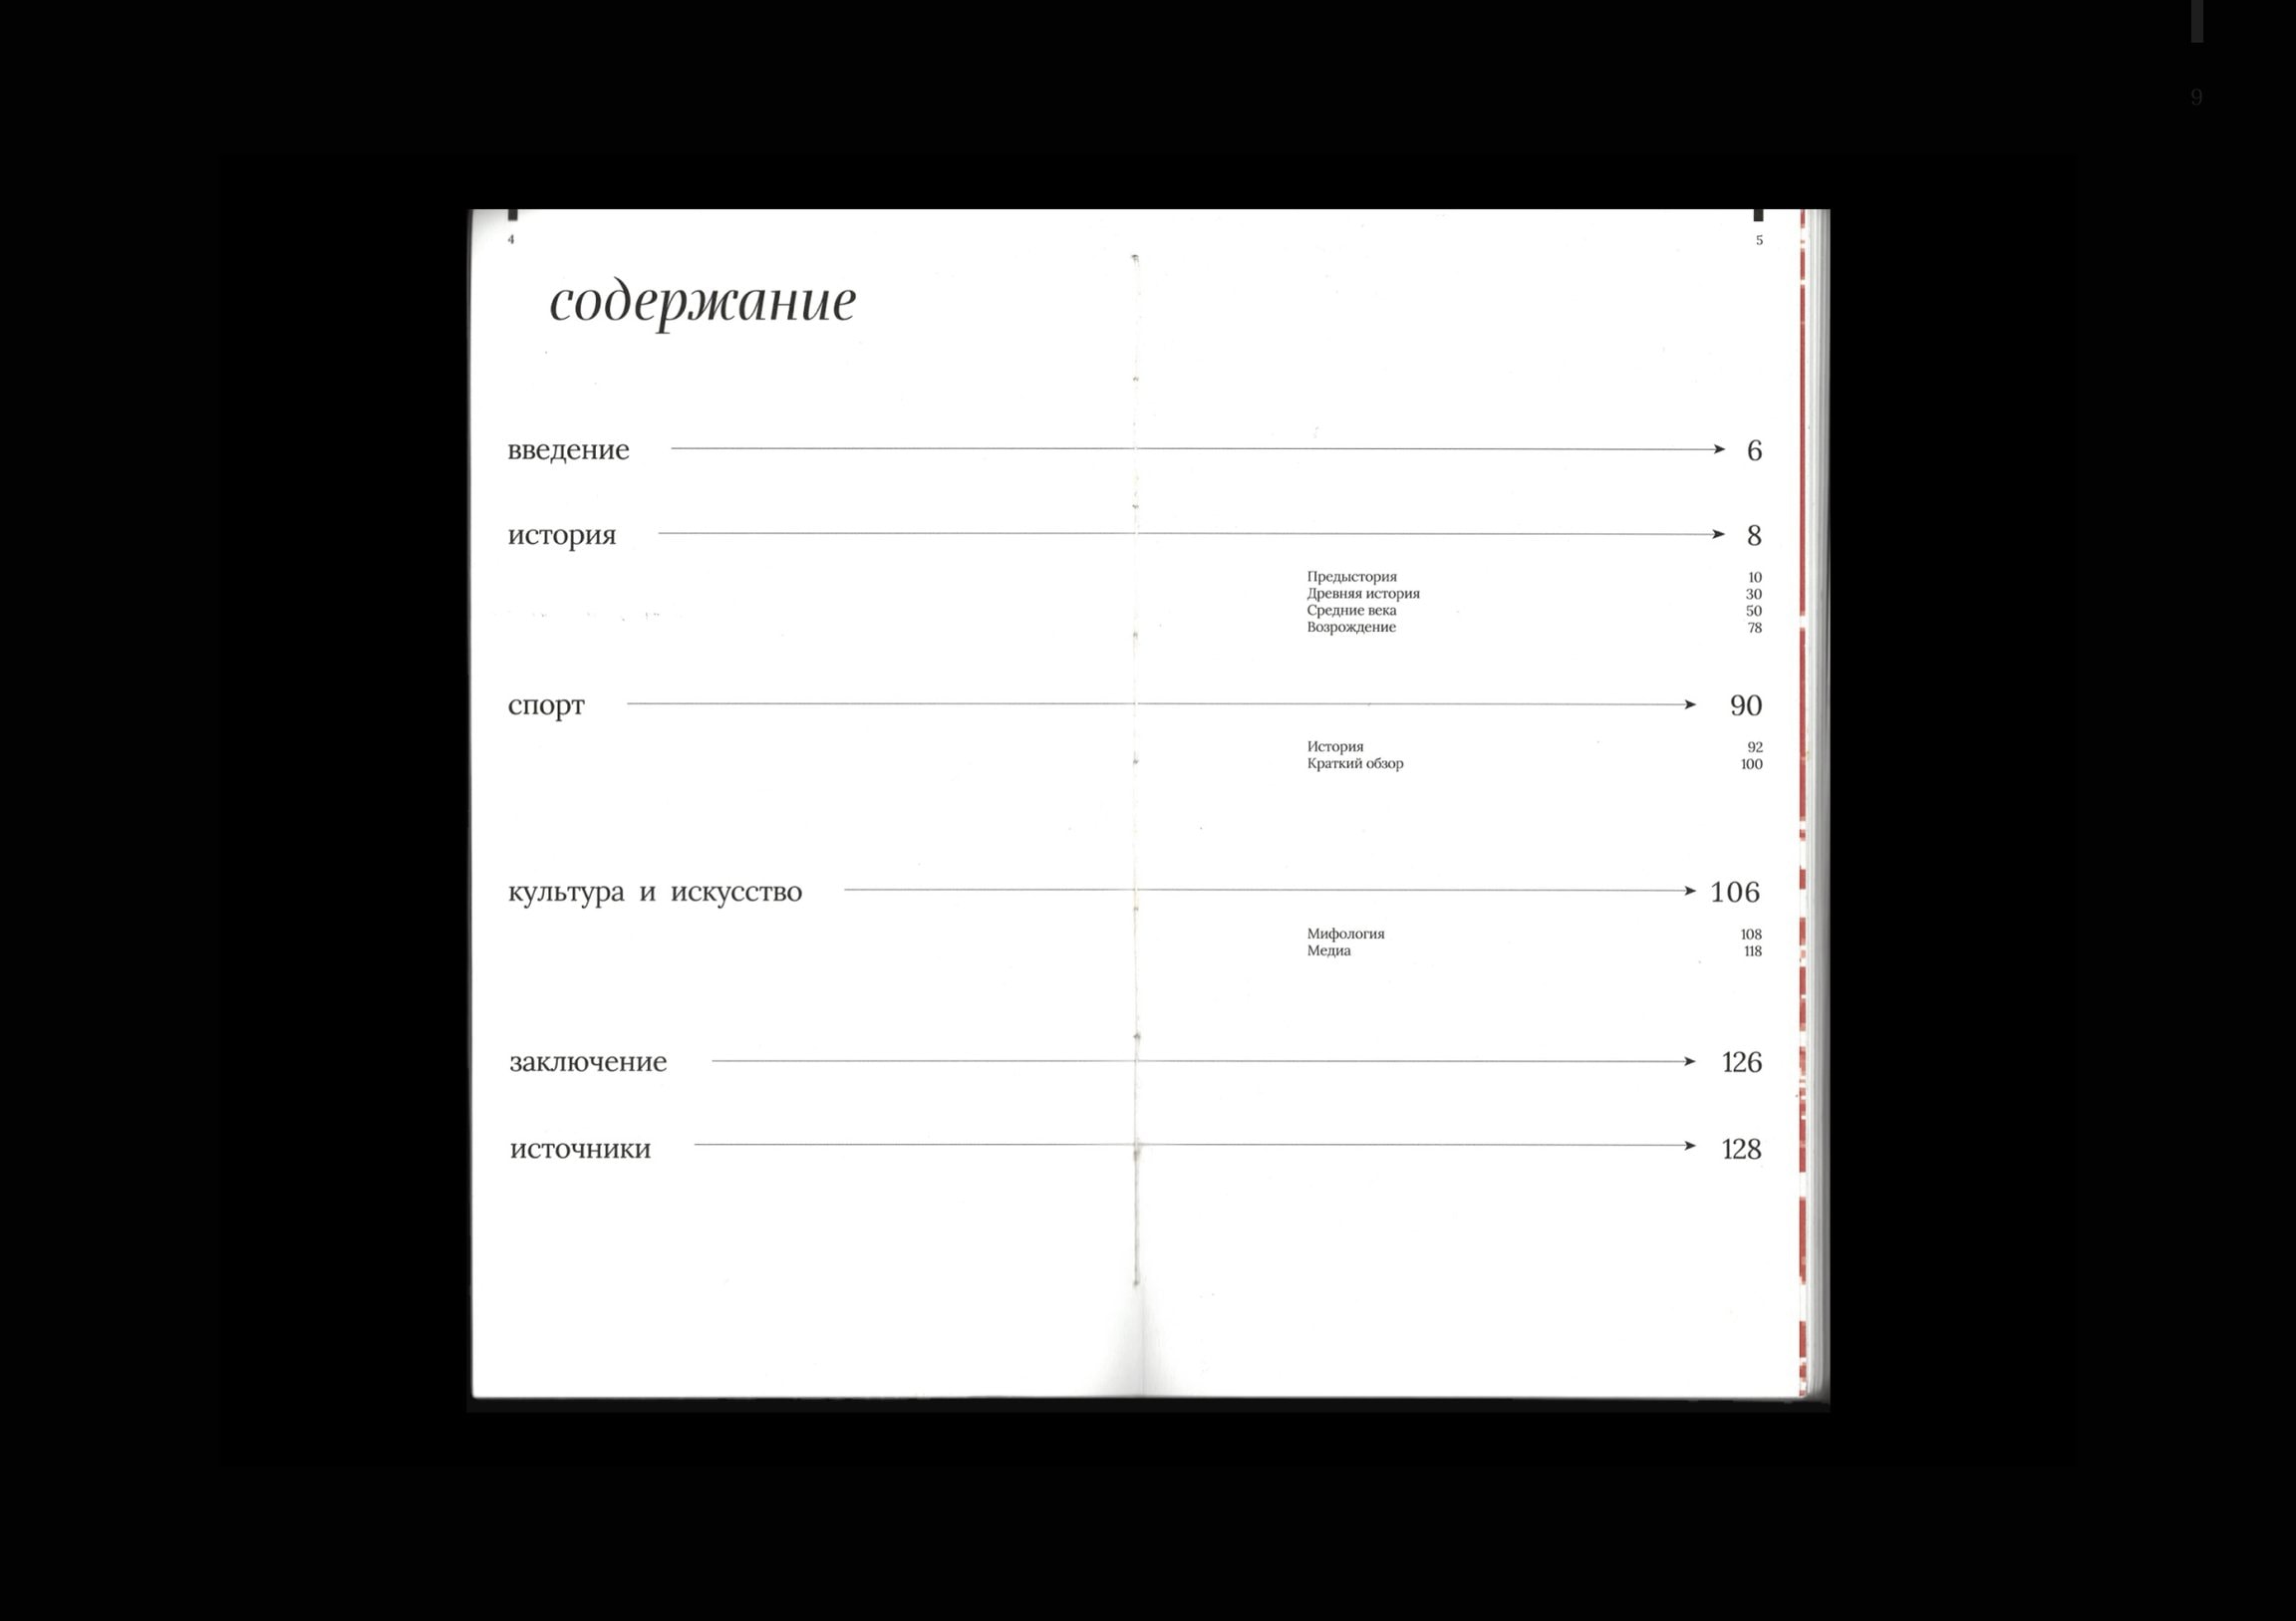 9
4
5
содержание
введение 6
история 8
Предыстория 10
Древняя история 30
Средние века 50
Возрождение 78
спорт 90
История 92
Краткий обзор 100
культура и искусство 106
Мифология 108
Медиа 118
заключение 126
источники 128